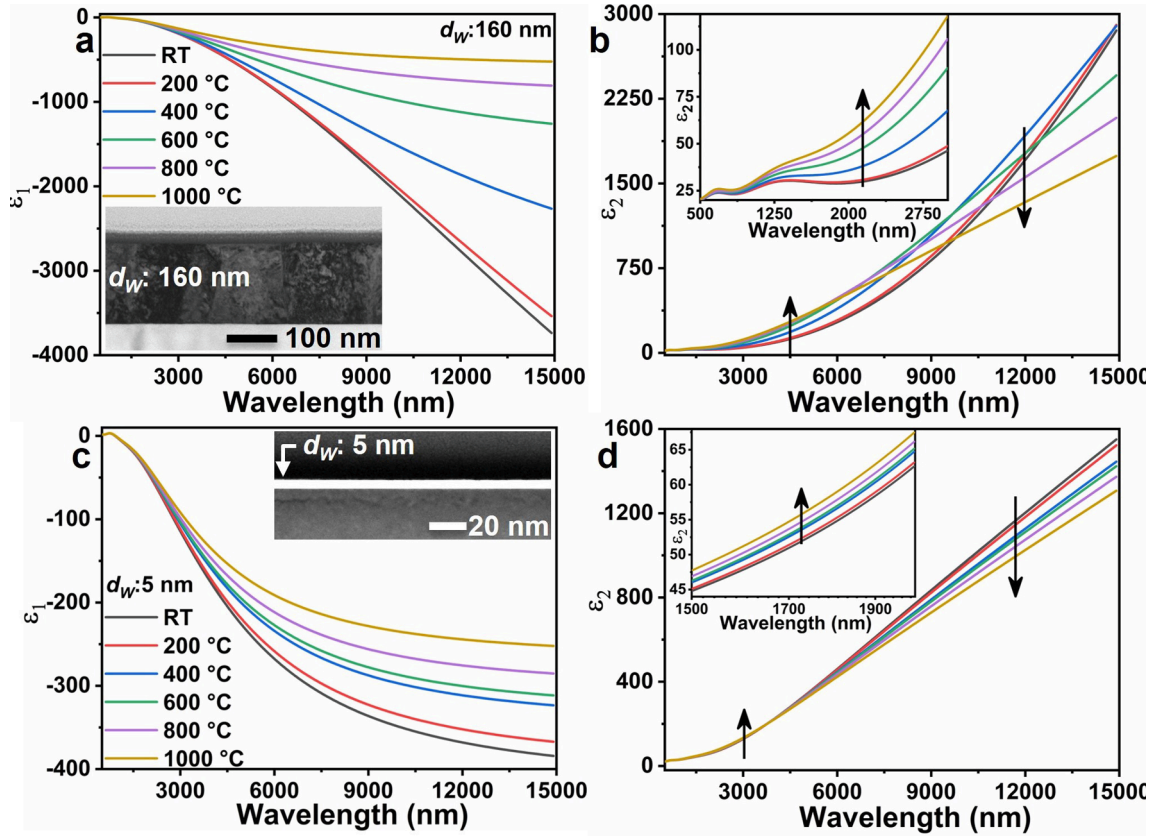 a
d_W:160 nm
RT
200 °C
400 °C
600 °C
800 °C
1000 °C
d_W: 160 nm
100 nm
0
-1000
-2000
-3000
-4000
ε₁
3000 6000 9000 12000 15000
Wavelength (nm)
b
3000
2250
1500
750
0
ε₂
100
75
50
25
ε₂
500 1250 2000 2750
Wavelength (nm)
3000 6000 9000 12000 15000
Wavelength (nm)
c
d_W: 5 nm
20 nm
d_W:5 nm
RT
200 °C
400 °C
600 °C
800 °C
1000 °C
0
-100
-200
-300
-400
ε₁
3000 6000 9000 12000 15000
Wavelength (nm)
d
1600
1200
800
400
0
ε₂
65
60
55
50
45
ε₂
1500 1700 1900
Wavelength (nm)
3000 6000 9000 12000 15000
Wavelength (nm)